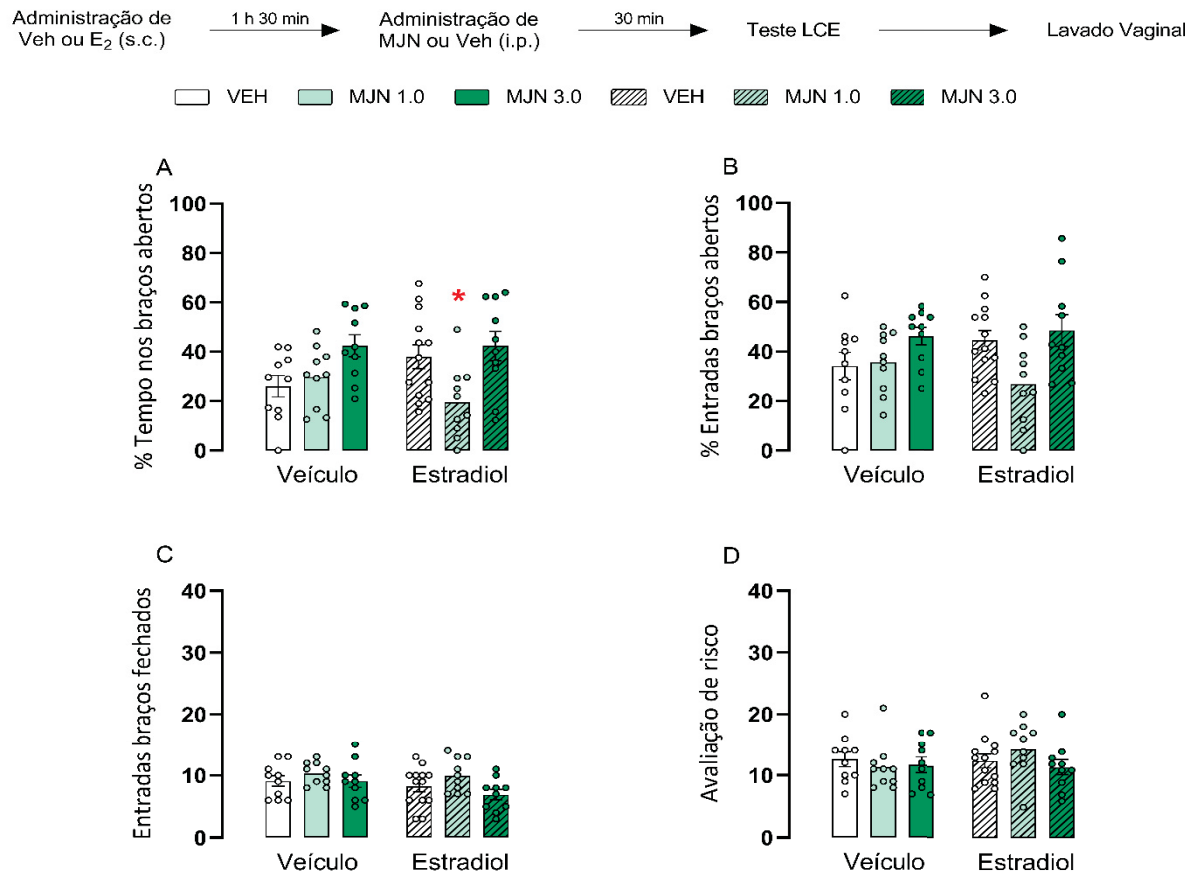 Administração de
Veh ou E2 (s.c.)
1 h 30 min
Administração de
MJN ou Veh (i.p.)
30 min
Teste LCE
Lavado Vaginal
VEH MJN 1.0 MJN 3.0 VEH MJN 1.0 MJN 3.0
A
% Tempo nos braços abertos
100
80
60
40
20
0
*
Veículo Estradiol
B
% Entradas braços abertos
100
80
60
40
20
0
Veículo Estradiol
C
Entradas braços fechados
40
30
20
10
0
Veículo Estradiol
D
Avaliação de risco
40
30
20
10
0
Veículo Estradiol